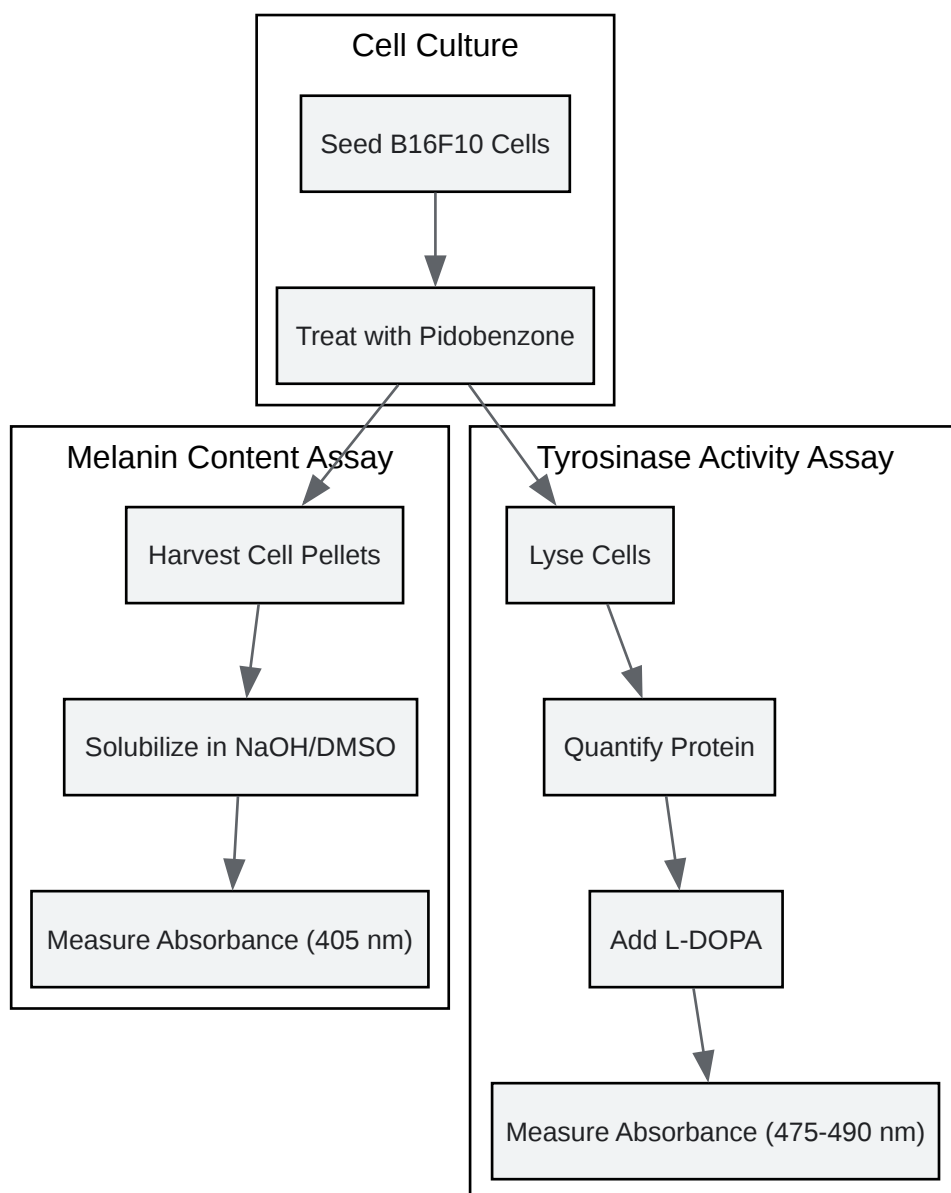 Cell Culture
Seed B16F10 Cells
Treat with Pidobenzone
Melanin Content Assay
Harvest Cell Pellets
Solubilize in NaOH/DMSO
Measure Absorbance (405 nm)
Tyrosinase Activity Assay
Lyse Cells
Quantify Protein
Add L-DOPA
Measure Absorbance (475-490 nm)